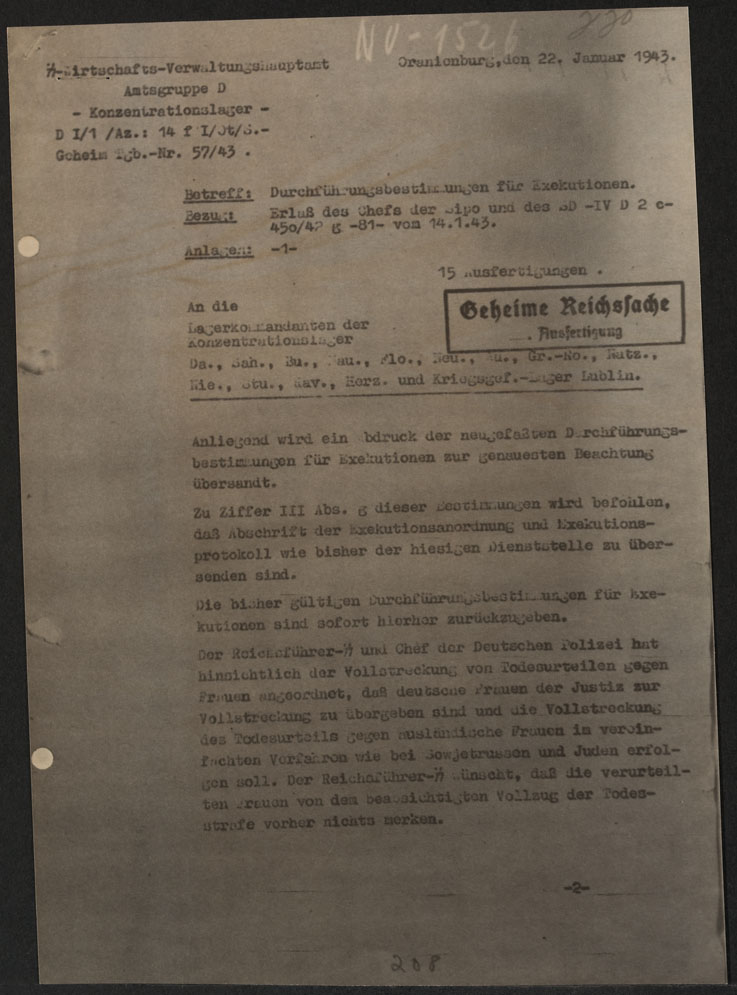 NO-1526
220
ᛋᛋ-Wirtschafts-Verwaltungshauptamt
Oranienburg,den 22. Januar 1943.
Amtsgruppe D
- Konzentrationslager -
D I/1 /Az.: 14 f I/Ot/S.-
Geheim Tgb.-Nr. 57/43 .
Betreff: Durchführungsbestimmungen für Exekutionen.
Bezug: Erlaß des Chefs der Sipo und des SD -IV D 2 c-
450/42 g -81- vom 14.1.43.
Anlagen: -1-
15 Ausfertigungen .
Geheime Reichssache
. Ausfertigung
An die
Lagerkommandanten der
Konzentrationslager
Da., Sah., Bu., Mau., Flo., Neu., Au., Gr.-Ro., Natz.,
Nie., Stu., Rav., Herz. und Kriegsgef.-Lager Lublin.
Anliegend wird ein Abdruck der neugefaßten Durchführungs-
bestimmungen für Exekutionen zur genauesten Beachtung
übersandt.
Zu Ziffer III Abs. 6 dieser Bestimmungen wird befohlen,
daß Abschrift der Exekutionsanordnung und Exekutions-
protokoll wie bisher der hiesigen Dienststelle zu über-
senden sind.
Die bisher gültigen Durchführungsbestimmungen für Exe-
kutionen sind sofort hierher zurückzugeben.
Der Reichsführer-ᛋᛋ und Chef der Deutschen Polizei hat
hinsichtlich der Vollstreckung von Todesurteilen gegen
Frauen angeordnet, daß deutsche Frauen der Justiz zur
Vollstreckung zu übergeben sind und die Vollstreckung
des Todesurteils gegen ausländische Frauen in verein-
fachten Verfahren wie bei Sowjetrussen und Juden erfol-
gen soll. Der Reichsführer-ᛋᛋ wünscht, daß die verurteil-
ten Frauen von dem beabsichtigten Vollzug der Todes-
strafe vorher nichts merken.
-2-
208